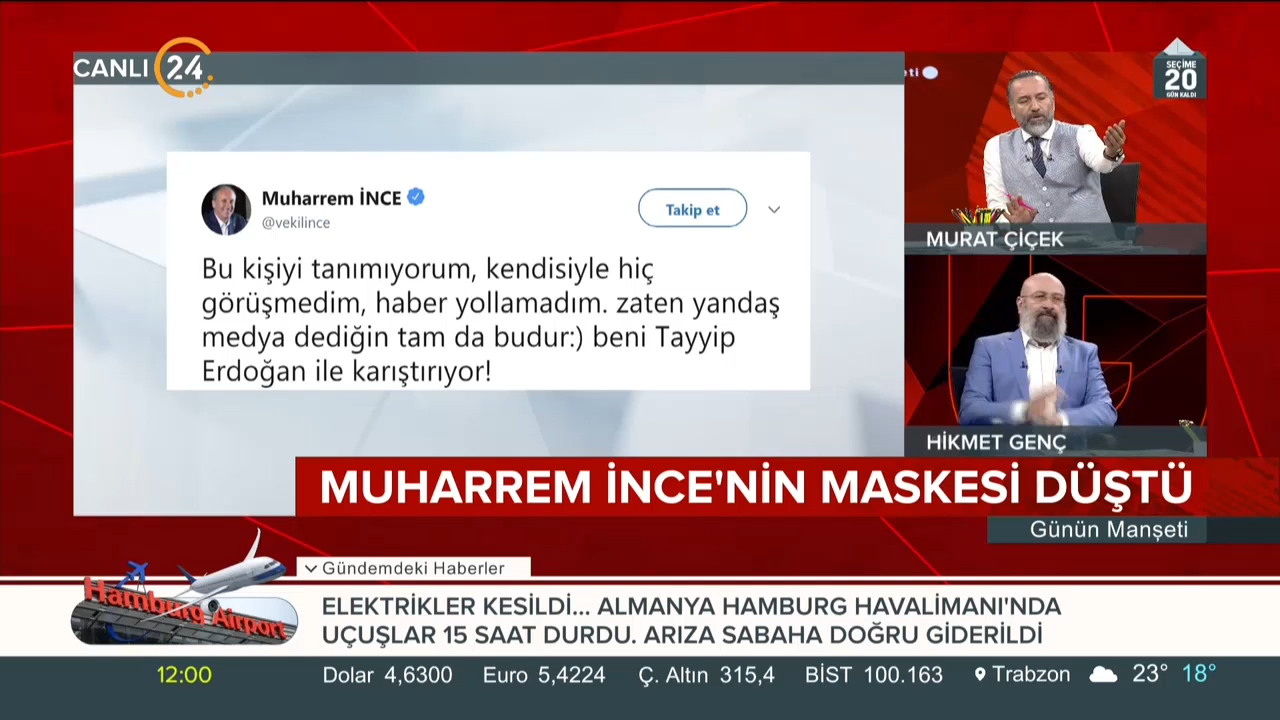 CANLI 24
eti
SEÇİME
20
GÜN KALDI
Muharrem İNCE
@vekilince
Takip et
Bu kişiyi tanımıyorum, kendisiyle hiç
görüşmedim, haber yollamadım. zaten yandaş
medya dediğin tam da budur:) beni Tayyip
Erdoğan ile karıştırıyor!
MURAT ÇİÇEK
HİKMET GENÇ
MUHARREM İNCE'NİN MASKESİ DÜŞTÜ
Günün Manşeti
Gündemdeki Haberler
Hamburg Airport
ELEKTRİKLER KESİLDİ... ALMANYA HAMBURG HAVALİMANI'NDA
UÇUŞLAR 15 SAAT DURDU. ARIZA SABAHA DOĞRU GİDERİLDİ
12:00 Dolar 4,6300 Euro 5,4224 Ç. Altın 315,4 BİST 100.163 Trabzon 23° 18°